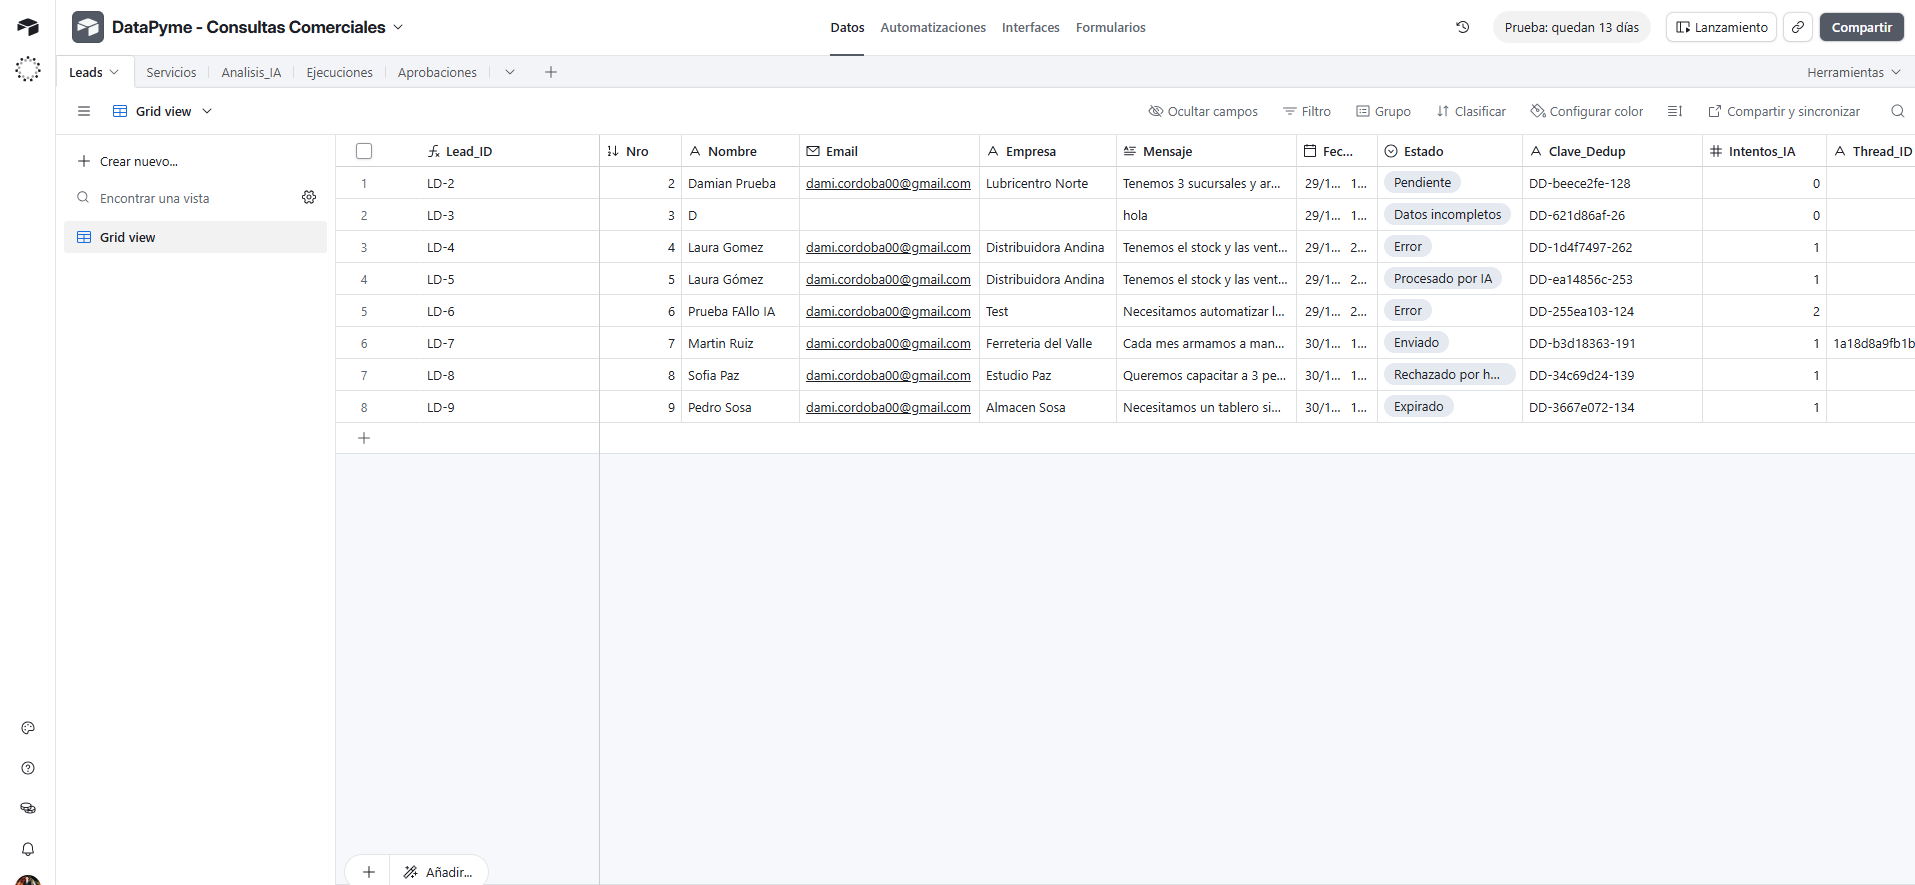 DataPyme - Consultas Comerciales
Datos Automatizaciones Interfaces Formularios
Prueba: quedan 13 días Lanzamiento Compartir
Leads Servicios Analisis_IA Ejecuciones Aprobaciones Herramientas
Grid view Ocultar campos Filtro Grupo Clasificar Configurar color Compartir y sincronizar
Crear nuevo...
Encontrar una vista
Grid view
Lead_ID Nro Nombre Email Empresa Mensaje Fec... Estado Clave_Dedup Intentos_IA Thread_ID
1 LD-2 2 Damian Prueba dami.cordoba00@gmail.com Lubricentro Norte Tenemos 3 sucursales y ar... 29/1... 1... Pendiente DD-beece2fe-128 0
2 LD-3 3 D hola 29/1... 1... Datos incompletos DD-621d86af-26 0
3 LD-4 4 Laura Gomez dami.cordoba00@gmail.com Distribuidora Andina Tenemos el stock y las vent... 29/1... 2... Error DD-1d4f7497-262 1
4 LD-5 5 Laura Gómez dami.cordoba00@gmail.com Distribuidora Andina Tenemos el stock y las vent... 29/1... 2... Procesado por IA DD-ea14856c-253 1
5 LD-6 6 Prueba FAllo IA dami.cordoba00@gmail.com Test Necesitamos automatizar l... 29/1... 2... Error DD-255ea103-124 2
6 LD-7 7 Martin Ruiz dami.cordoba00@gmail.com Ferreteria del Valle Cada mes armamos a man... 30/1... 1... Enviado DD-b3d18363-191 1 1a18d8a9fb1b
7 LD-8 8 Sofia Paz dami.cordoba00@gmail.com Estudio Paz Queremos capacitar a 3 pe... 30/1... 1... Rechazado por h... DD-34c69d24-139 1
8 LD-9 9 Pedro Sosa dami.cordoba00@gmail.com Almacen Sosa Necesitamos un tablero si... 30/1... 1... Expirado DD-3667e072-134 1
Añadir...